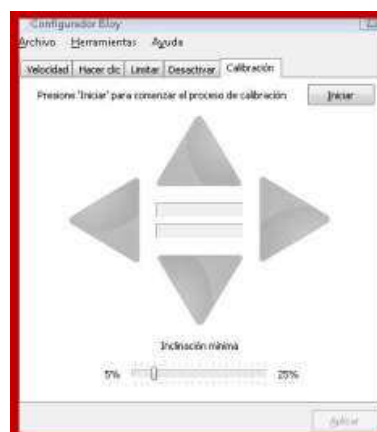 Configurador Eloy
Archivo Herramientas Ayuda
Velocidad Hacer clic Limitar Desactivar Calibración
Presione 'Iniciar' para comenzar el proceso de calibración Iniciar
Inclinación mínima
5% 25%
Aplicar